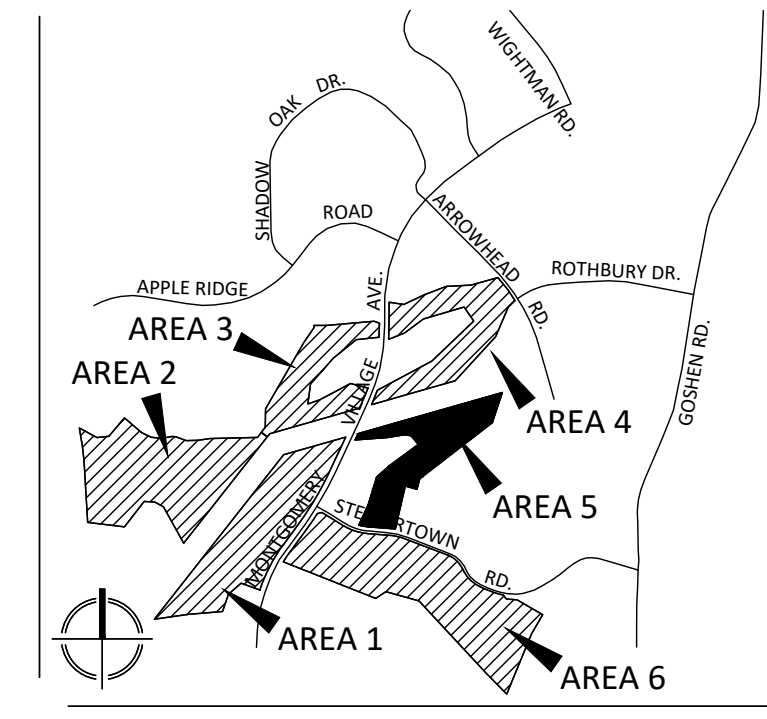 WIGHTMAN RD.
SHADOW OAK DR.
ARROWHEAD RD.
APPLE RIDGE ROAD
ROTHBURY DR.
MONTGOMERY VILLAGE AVE.
GOSHEN RD.
AREA 3
AREA 2
AREA 4
AREA 5
RD.
AREA 1
AREA 6